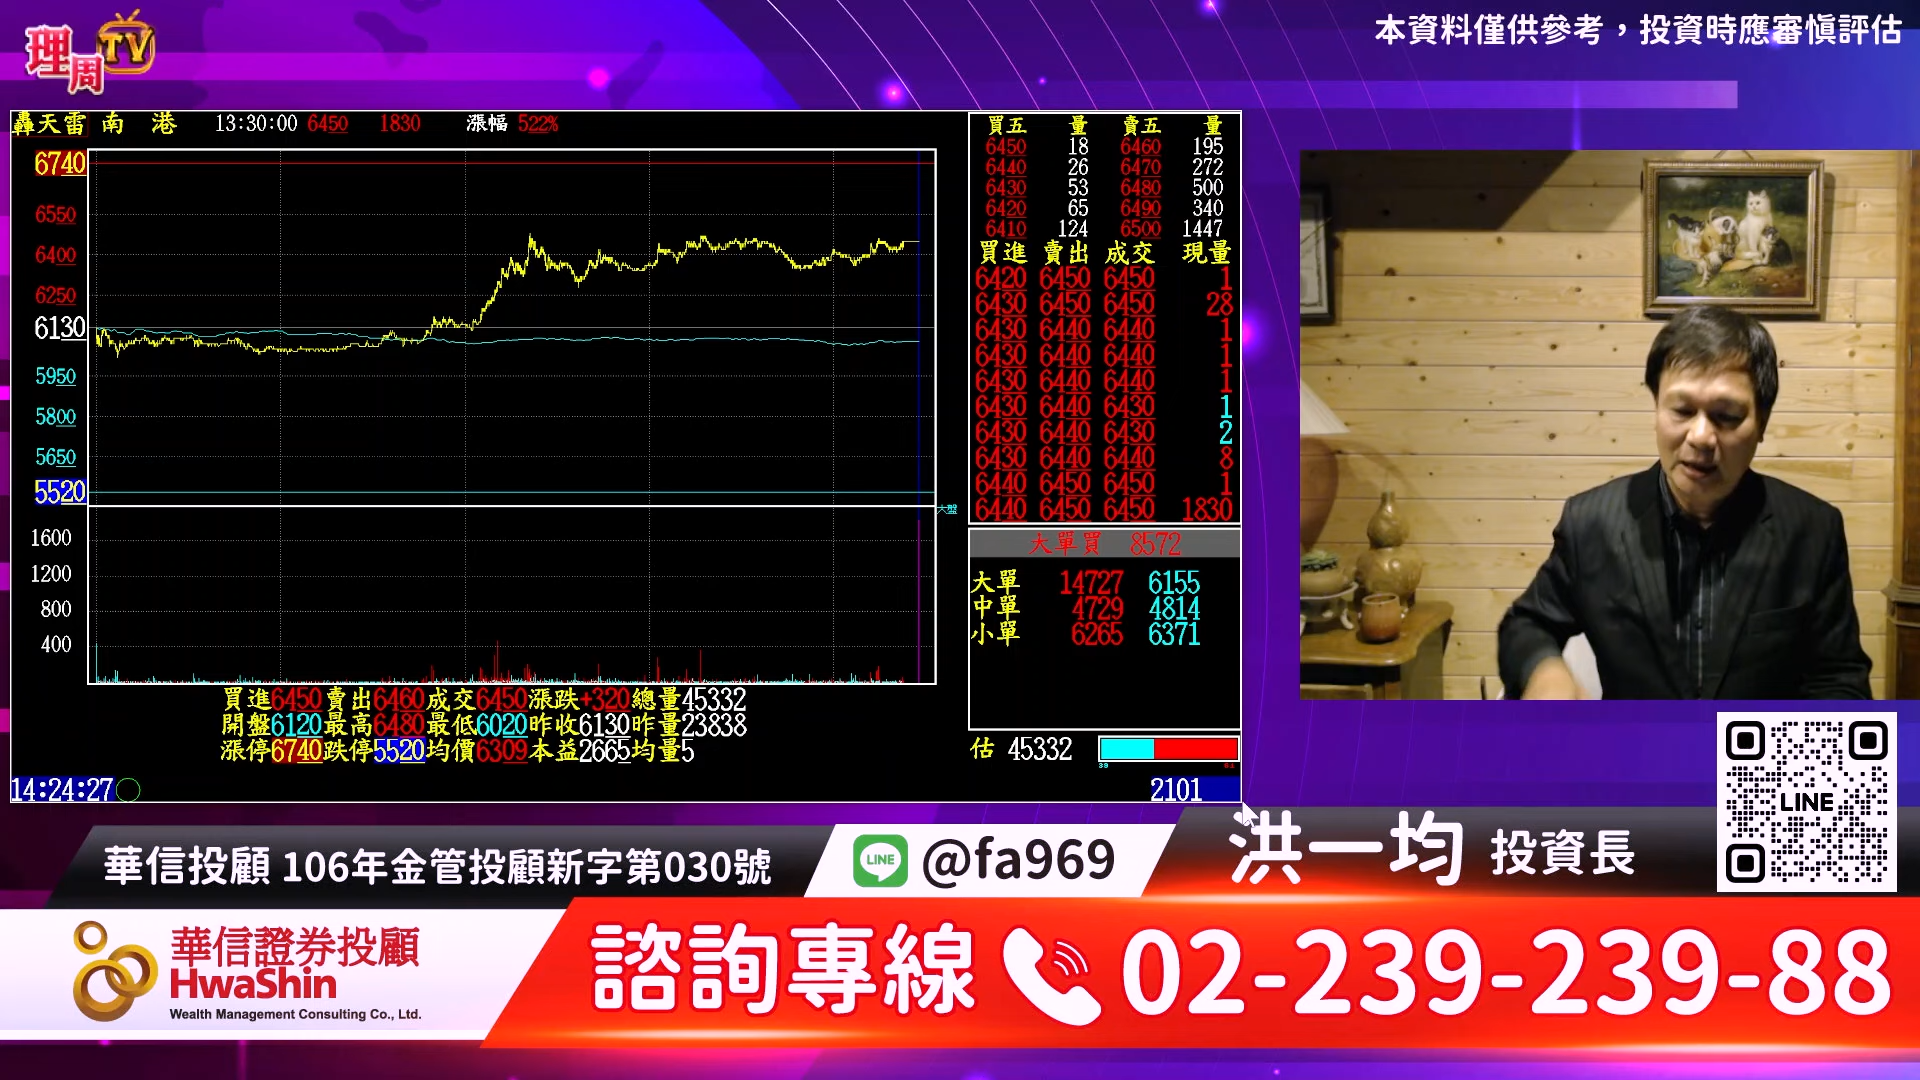 理周TV
本資料僅供參考，投資時應審慎評估
轟天雷 南 港 13:30:00 6450 1830 漲幅 522%
6740
6550
6400
6250
6130
5950
5800
5650
5520
大盤
1600
1200
800
400
買五 量 賣五 量
6450 18 6460 195
6440 26 6470 272
6430 53 6480 500
6420 65 6490 340
6410 124 6500 1447
買進 賣出 成交 現量
6420 6450 6450 1
6430 6450 6450 28
6430 6440 6440 1
6430 6440 6440 1
6430 6440 6440 1
6430 6440 6430 1
6430 6440 6430 2
6430 6440 6430 8
6440 6450 6450 1
6440 6450 6450 1830
大單買 8572
大單 14727 6155
中單 4729 4814
小單 6265 6371
買進6450賣出6460成交6450漲跌+320總量45332
開盤6120最高6480最低6020昨收6130昨量23838
漲停6740跌停5520均價6309本益2665均量5
估 45332
39 61
14:24:27
2101
LINE
華信投顧 106年金管投顧新字第030號
LINE @fa969
洪一均 投資長
華信證券投顧
HwaShin
Wealth Management Consulting Co., Ltd.
諮詢專線 02-239-239-88